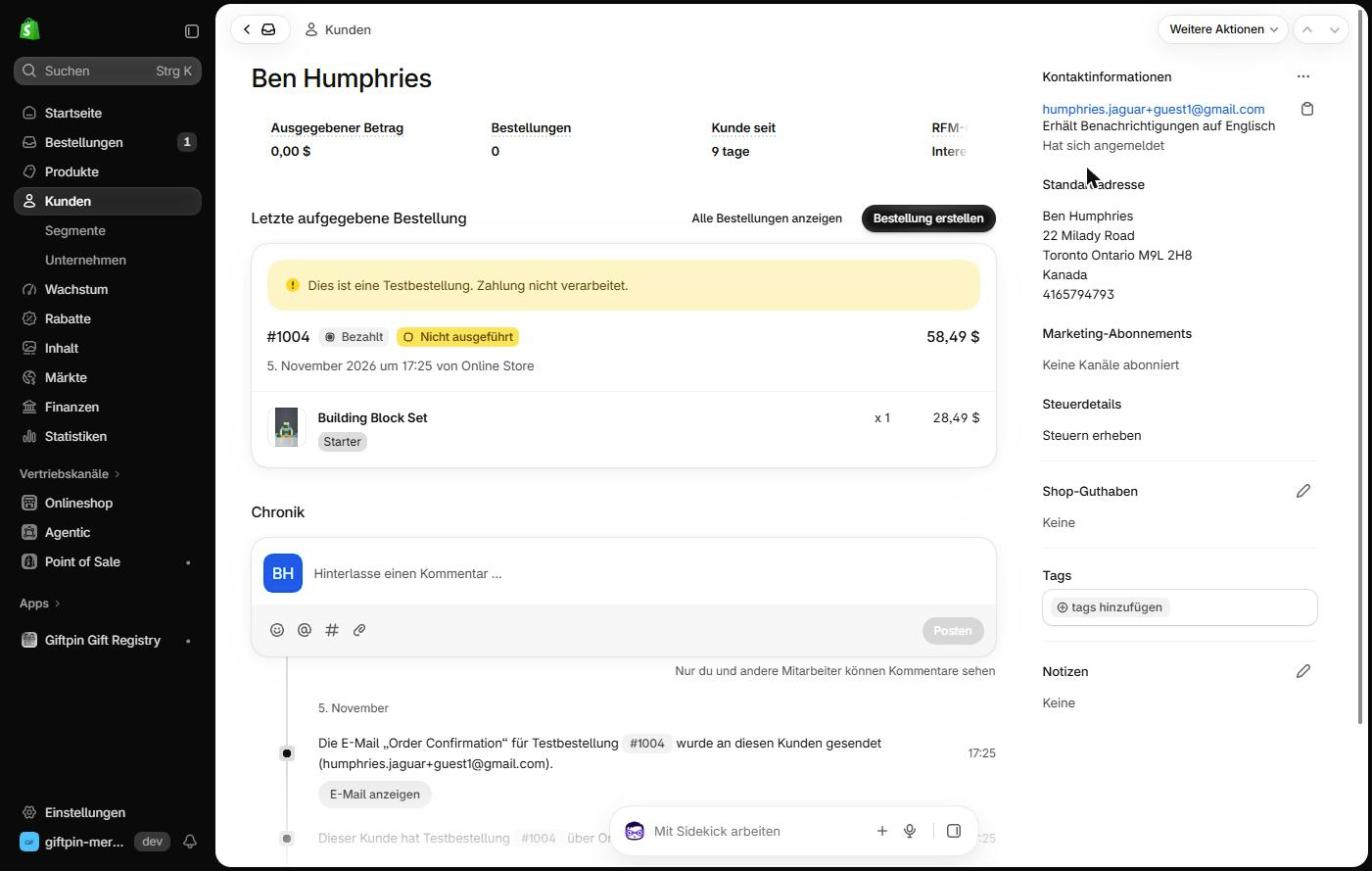 Suchen
Strg K
Startseite
Bestellungen
1
Produkte
Kunden
Segmente
Unternehmen
Wachstum
Rabatte
Inhalt
Märkte
Finanzen
Statistiken
Vertriebskanäle
Onlineshop
Agentic
Point of Sale
Apps
Giftpin Gift Registry
Einstellungen
giftpin-mer...
dev
Kunden
Weitere Aktionen
Ben Humphries
Ausgegebener Betrag
0,00 $
Bestellungen
0
Kunde seit
9 tage
RFM-
Intere
Letzte aufgegebene Bestellung
Alle Bestellungen anzeigen
Bestellung erstellen
Dies ist eine Testbestellung. Zahlung nicht verarbeitet.
#1004 Bezahlt Nicht ausgeführt 58,49 $
5. November 2026 um 17:25 von Online Store
Building Block Set x 1 28,49 $
Starter
Chronik
BH
Hinterlasse einen Kommentar ...
Posten
Nur du und andere Mitarbeiter können Kommentare sehen
5. November
Die E-Mail „Order Confirmation“ für Testbestellung #1004 wurde an diesen Kunden gesendet
(humphries.jaguar+guest1@gmail.com).
17:25
E-Mail anzeigen
Dieser Kunde hat Testbestellung #1004 über
:25
Mit Sidekick arbeiten
Kontaktinformationen
humphries.jaguar+guest1@gmail.com
Erhält Benachrichtigungen auf Englisch
Hat sich angemeldet
Standardadresse
Ben Humphries
22 Milady Road
Toronto Ontario M9L 2H8
Kanada
4165794793
Marketing-Abonnements
Keine Kanäle abonniert
Steuerdetails
Steuern erheben
Shop-Guthaben
Keine
Tags
tags hinzufügen
Notizen
Keine